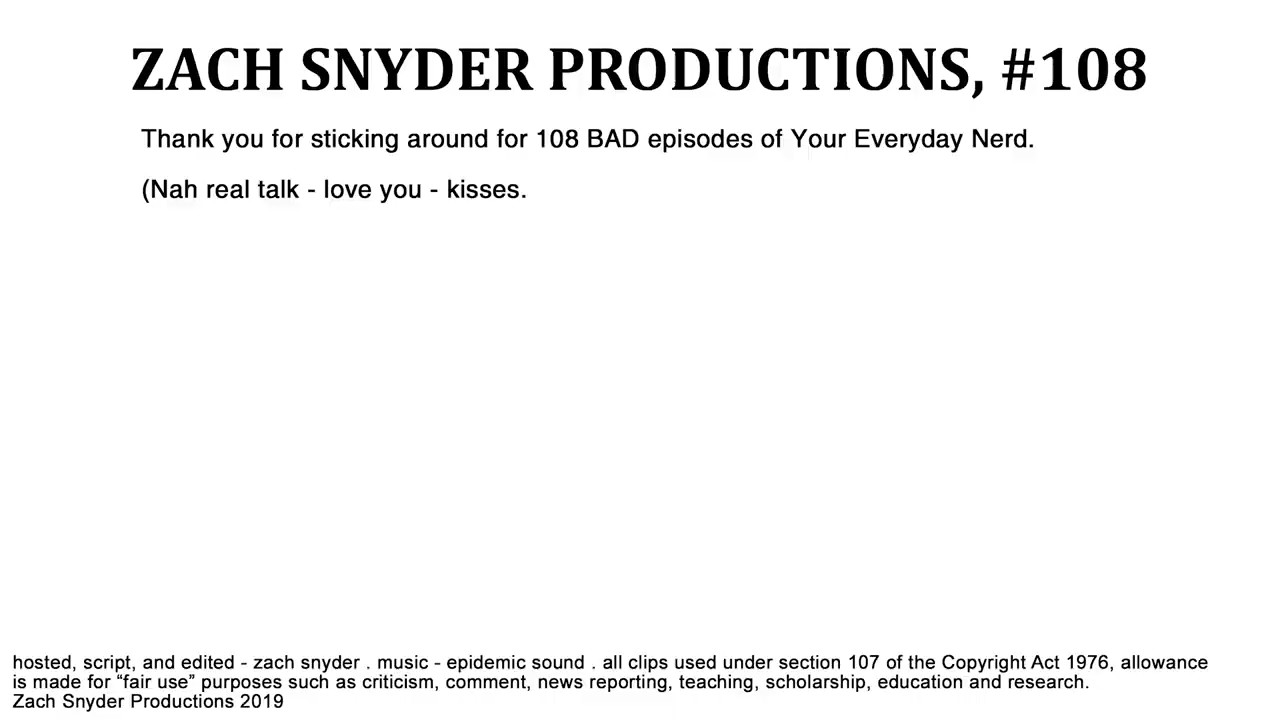 ZACH SNYDER PRODUCTIONS, #108
Thank you for sticking around for 108 BAD episodes of Your Everyday Nerd.
(Nah real talk - love you - kisses.
hosted, script, and edited - zach snyder . music - epidemic sound . all clips used under section 107 of the Copyright Act 1976, allowance
is made for “fair use” purposes such as criticism, comment, news reporting, teaching, scholarship, education and research.
Zach Snyder Productions 2019